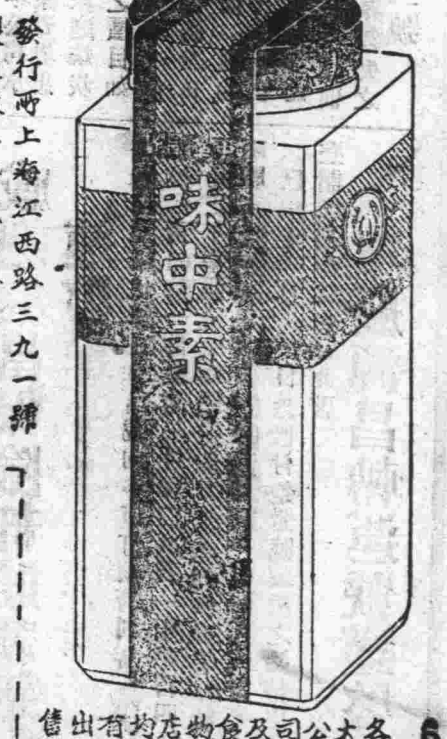 發行所上海江西路三九一號
味中素
各大公司及食物店均有出售